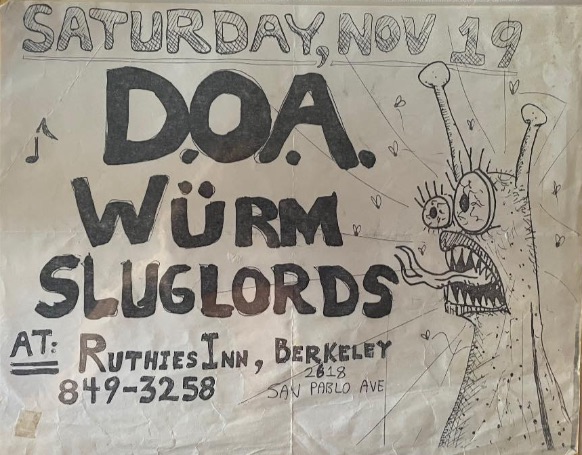 SATURDAY, NOV 19
D.O.A.
WÜRM
SLUGLORDS
AT: RUTHIES INN, BERKELEY
849-3258
2618
SAN PABLO AVE